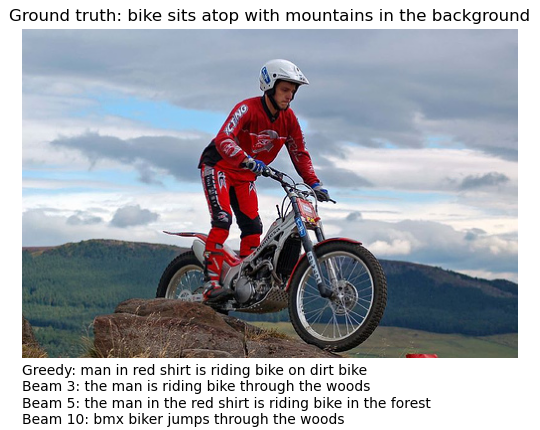 Ground truth: bike sits atop with mountains in the background
Greedy: man in red shirt is riding bike on dirt bike
Beam 3: the man is riding bike through the woods
Beam 5: the man in the red shirt is riding bike in the forest
Beam 10: bmx biker jumps through the woods